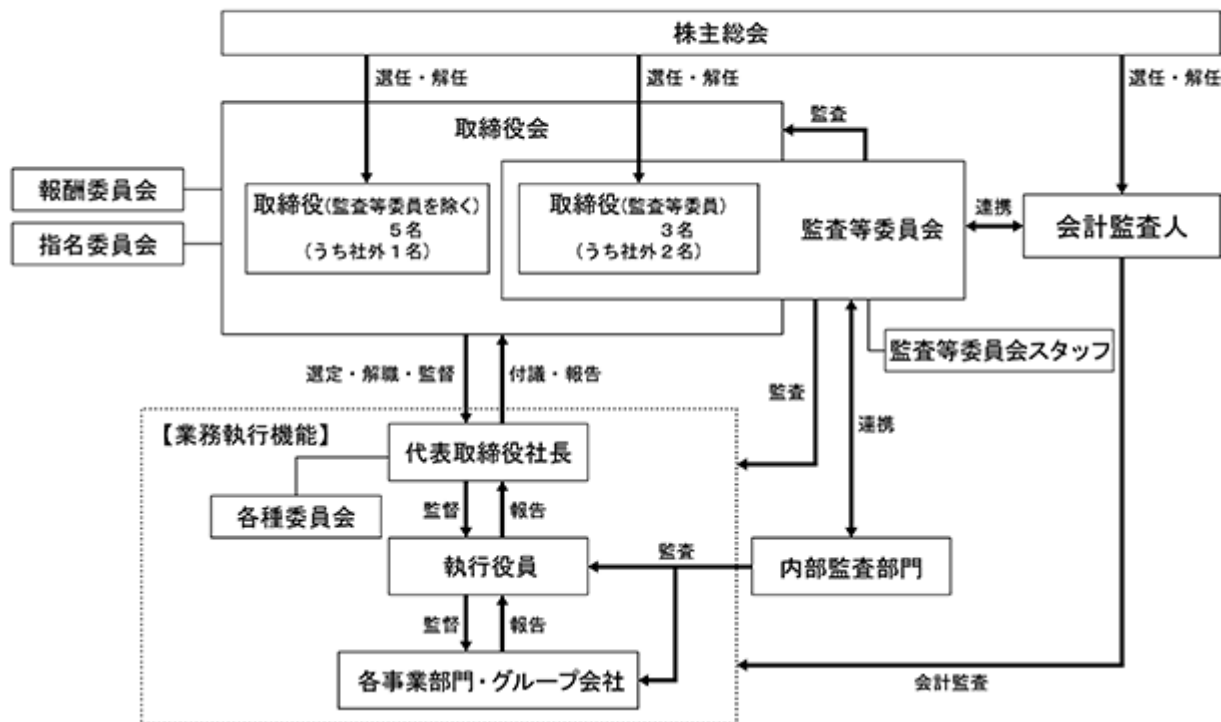 株主総会
選任・解任
選任・解任
選任・解任
取締役会
監査
報酬委員会
指名委員会
取締役(監査等委員を除く)
5名
(うち社外1名)
取締役(監査等委員)
3名
(うち社外2名)
監査等委員会
連携
会計監査人
監査等委員会スタッフ
選定・解職・監督
付議・報告
監査
連携
【業務執行機能】
代表取締役社長
各種委員会
監督
報告
執行役員
監査
内部監査部門
監督
報告
各事業部門・グループ会社
会計監査